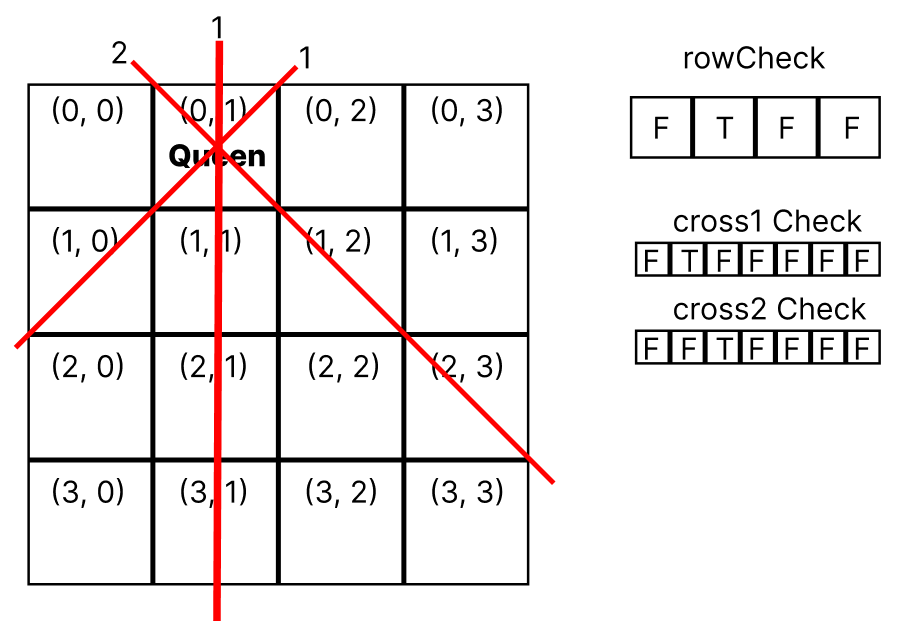 1
2 1
(0, 0) (0, 1) (0, 2) (0, 3)
Queen
(1, 0) (1, 1) (1, 2) (1, 3)
(2, 0) (2, 1) (2, 2) (2, 3)
(3, 0) (3, 1) (3, 2) (3, 3)
rowCheck
F T F F
cross1 Check
F T F F F F F
cross2 Check
F F T F F F F